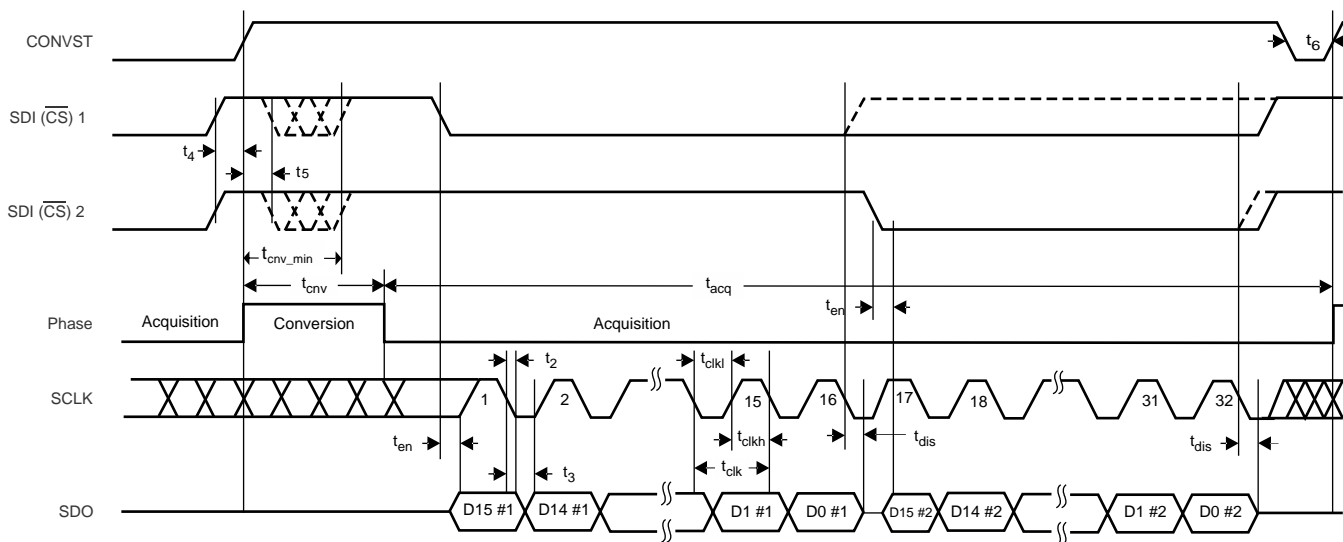 CONVST
t6
SDI (CS) 1
t4
t5
SDI (CS) 2
tcnv_min
tcnv
tacq
ten
Phase
Acquisition
Conversion
Acquisition
t2
tclkl
SCLK
1
2
15
16
17
18
31
32
ten
tclkh
tdis
tdis
t3
tclk
SDO
D15 #1
D14 #1
D1 #1
D0 #1
D15 #2
D14 #2
D1 #2
D0 #2